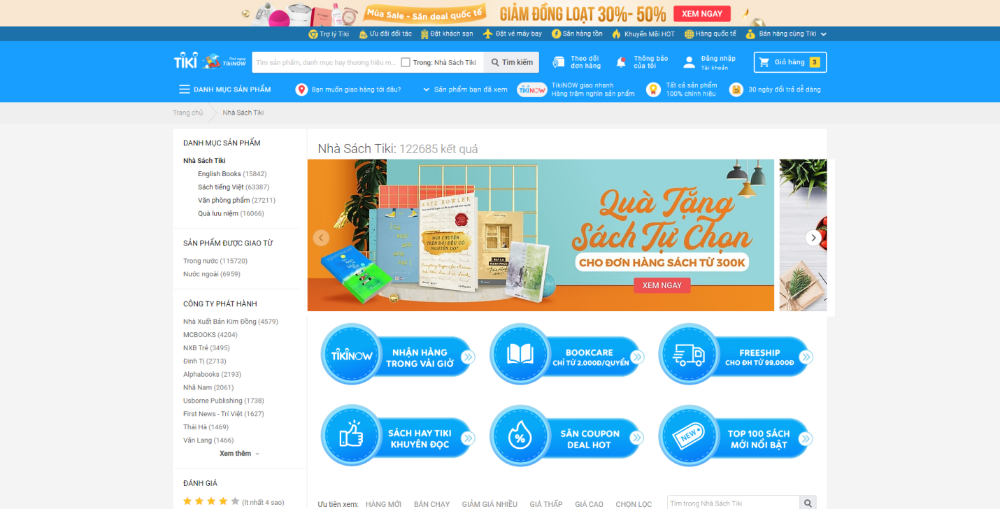 Mùa Sale - Săn deal quốc tế
GIẢM ĐỒNG LOẠT 30%- 50%
XEM NGAY
Trợ lý Tiki
Ưu đãi đối tác
Đặt khách sạn
Đặt vé máy bay
Săn hàng tồn
Khuyến Mãi HOT
Hàng quốc tế
Bán hàng cùng Tiki
TIKI
Thử ngay
TikiNOW
Tìm sản phẩm, danh mục hay thương hiệu m...
Trong: Nhà Sách Tiki
Tìm kiếm
Theo dõi
đơn hàng
Thông báo
của tôi
Đăng nhập
Tài khoản
Giỏ hàng 3
DANH MỤC SẢN PHẨM
Bạn muốn giao hàng tới đâu?
Sản phẩm bạn đã xem
TIKINOW
TikiNOW giao nhanh
Hàng trăm nghìn sản phẩm
Tất cả sản phẩm
100% chính hiệu
30 ngày đổi trả dễ dàng
Trang chủ
Nhà Sách Tiki
DANH MỤC SẢN PHẨM
Nhà Sách Tiki
English Books (15842)
Sách tiếng Việt (63387)
Văn phòng phẩm (27211)
Quà lưu niệm (16066)
SẢN PHẨM ĐƯỢC GIAO TỪ
Trong nước (115720)
Nước ngoài (6959)
CÔNG TY PHÁT HÀNH
Nhà Xuất Bản Kim Đồng (4579)
MCBOOKS (4204)
NXB Trẻ (3495)
Đinh Tị (2713)
Alphabooks (2193)
Nhã Nam (2061)
Usborne Publishing (1738)
First News - Trí Việt (1627)
Thái Hà (1469)
Văn Lang (1466)
Xem thêm
ĐÁNH GIÁ
(ít nhất 4 sao)
Nhà Sách Tiki: 122685 kết quả
KATE BOWLER
MỌI CHUYỆN
TRÊN ĐỜI ĐỀU CÓ
NGUYÊN DO?
Quà Tặng
Sách Tự Chọn
CHO ĐƠN HÀNG SÁCH TỪ 300K
XEM NGAY
TIKINOW
NHẬN HÀNG
TRONG VÀI GIỜ
BOOKCARE
CHỈ TỪ 2.000Đ/QUYỂN
FREESHIP
CHO ĐH TỪ 99.000Đ
SÁCH HAY TIKI
KHUYÊN ĐỌC
%
SĂN COUPON
DEAL HOT
NEW
TOP 100 SÁCH
MỚI NỔI BẬT
Ưu tiên xem:
HÀNG MỚI
BÁN CHẠY
GIẢM GIÁ NHIỀU
GIÁ THẤP
GIÁ CAO
CHỌN LỌC
Tìm trong Nhà Sách Tiki